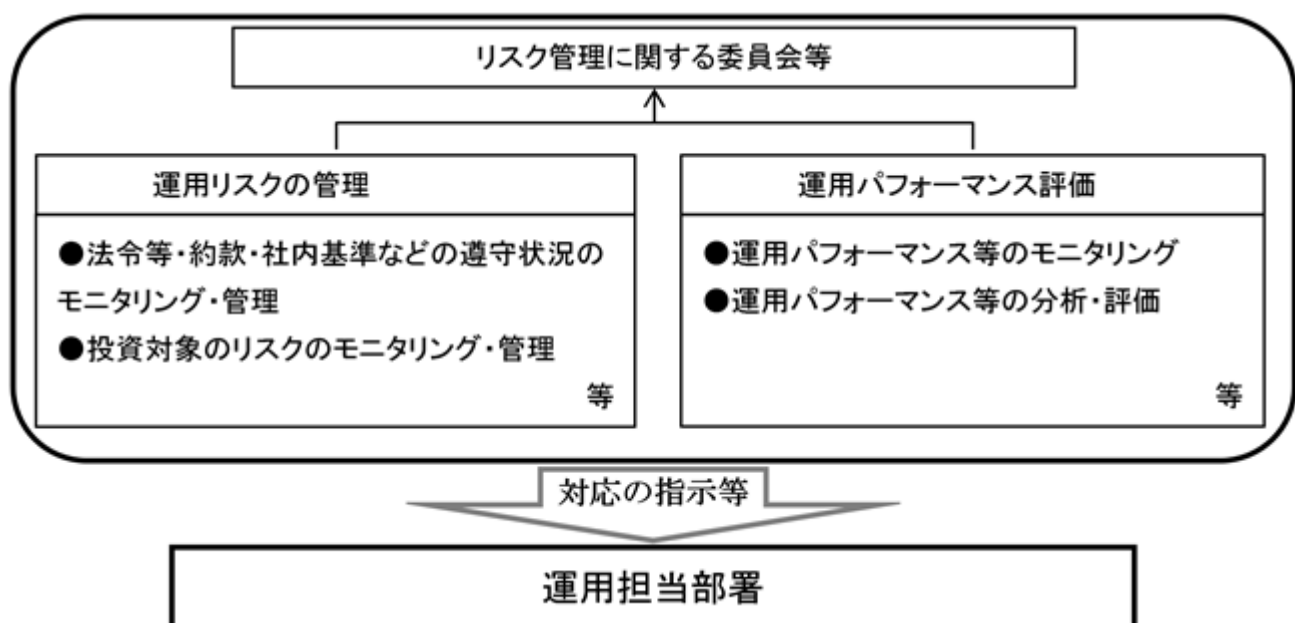 リスク管理に関する委員会等
運用リスクの管理
●法令等・約款・社内基準などの遵守状況の
モニタリング・管理
●投資対象のリスクのモニタリング・管理
等
運用パフォーマンス評価
●運用パフォーマンス等のモニタリング
●運用パフォーマンス等の分析・評価
等
対応の指示等
運用担当部署